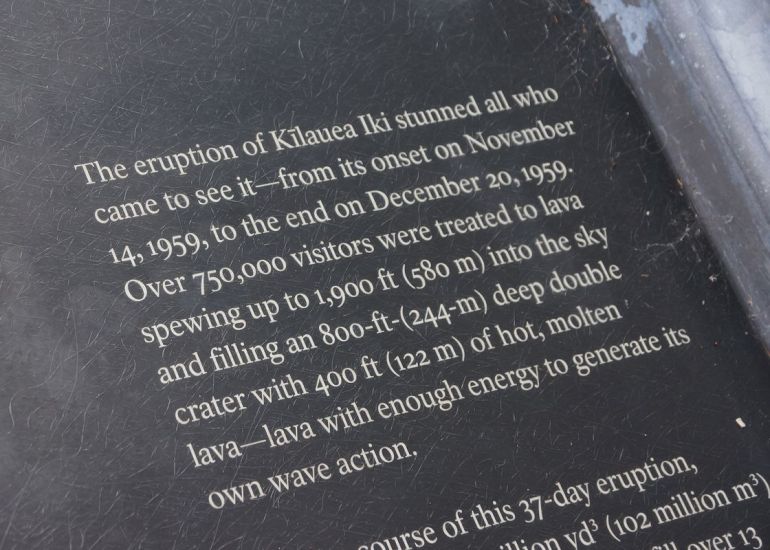 The eruption of Kīlauea Iki stunned all who
came to see it—from its onset on November
14, 1959, to the end on December 20, 1959.
Over 750,000 visitors were treated to lava
spewing up to 1,900 ft (580 m) into the sky
and filling an 800-ft-(244-m) deep double
crater with 400 ft (122 m) of hot, molten
lava—lava with enough energy to generate its
own wave action.
course of this 37-day eruption,
yd³ (102 million m³)
over 13